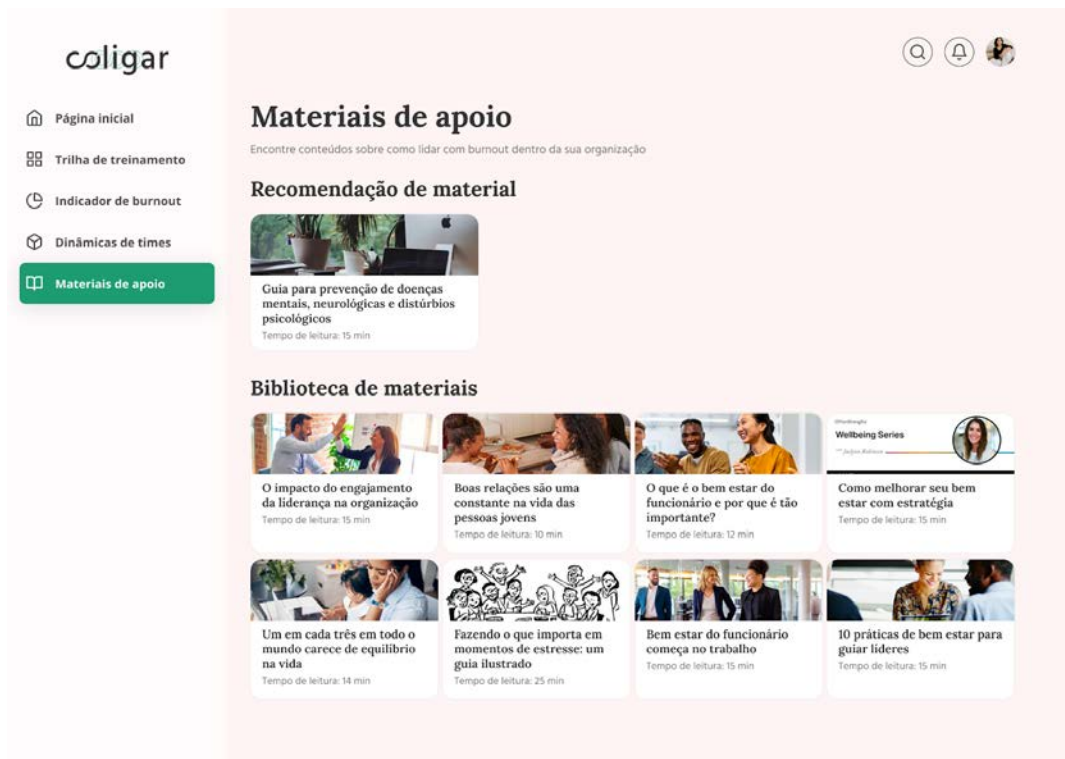 coligar
Página inicial
Trilha de treinamento
Indicador de burnout
Dinâmicas de times
Materiais de apoio
Materiais de apoio
Encontre conteúdos sobre como lidar com burnout dentro da sua organização
Recomendação de material
Guia para prevenção de doenças
mentais, neurológicas e distúrbios
psicológicos
Tempo de leitura: 15 min
Biblioteca de materiais
O impacto do engajamento
da liderança na organização
Tempo de leitura: 15 min
Boas relações são uma
constante na vida das
pessoas jovens
Tempo de leitura: 10 min
O que é o bem estar do
funcionário e por que é tão
importante?
Tempo de leitura: 12 min
Wellbeing Series
Como melhorar seu bem
estar com estratégia
Tempo de leitura: 15 min
Um em cada três em todo o
mundo carece de equilíbrio
na vida
Tempo de leitura: 14 min
Fazendo o que importa em
momentos de estresse: um
guia ilustrado
Tempo de leitura: 25 min
Bem estar do funcionário
começa no trabalho
Tempo de leitura: 15 min
10 práticas de bem estar para
guiar líderes
Tempo de leitura: 15 min